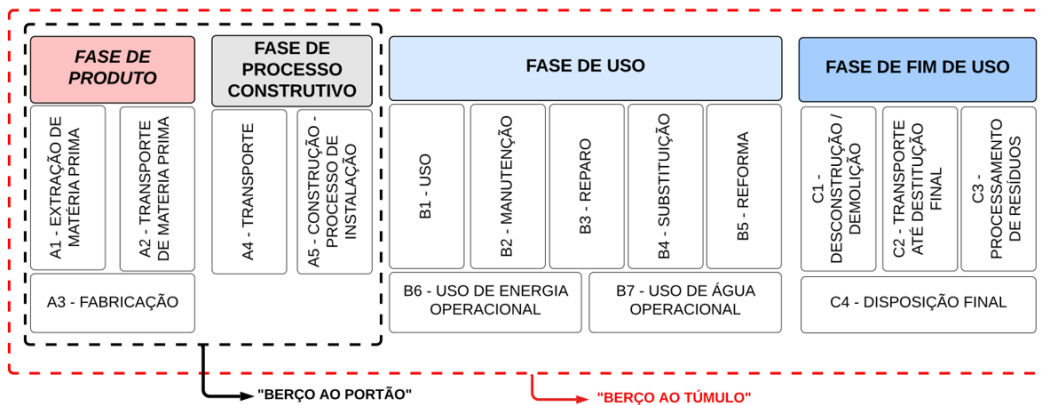 FASE DE
PRODUTO
FASE DE
PROCESSO
CONSTRUTIVO
FASE DE USO
FASE DE FIM DE USO
A1 - EXTRAÇÃO DE
MATÉRIA PRIMA
A2 - TRANSPORTE
DE MATERIA PRIMA
A3 - FABRICAÇÃO
A4 - TRANSPORTE
A5 - CONSTRUÇÃO -
PROCESSO DE
INSTALAÇÃO
B1 - USO
B2 - MANUTENÇÃO
B3 - REPARO
B4 - SUBSTITUIÇÃO
B5 - REFORMA
B6 - USO DE ENERGIA
OPERACIONAL
B7 - USO DE ÁGUA
OPERACIONAL
C1 -
DESCONSTRUÇÃO /
DEMOLIÇÃO
C2 - TRANSPORTE
ATÉ DESTITUIÇÃO
FINAL
C3 -
PROCESSAMENTO
DE RESÍDUOS
C4 - DISPOSIÇÃO FINAL
"BERÇO AO PORTÃO"
"BERÇO AO TÚMULO"